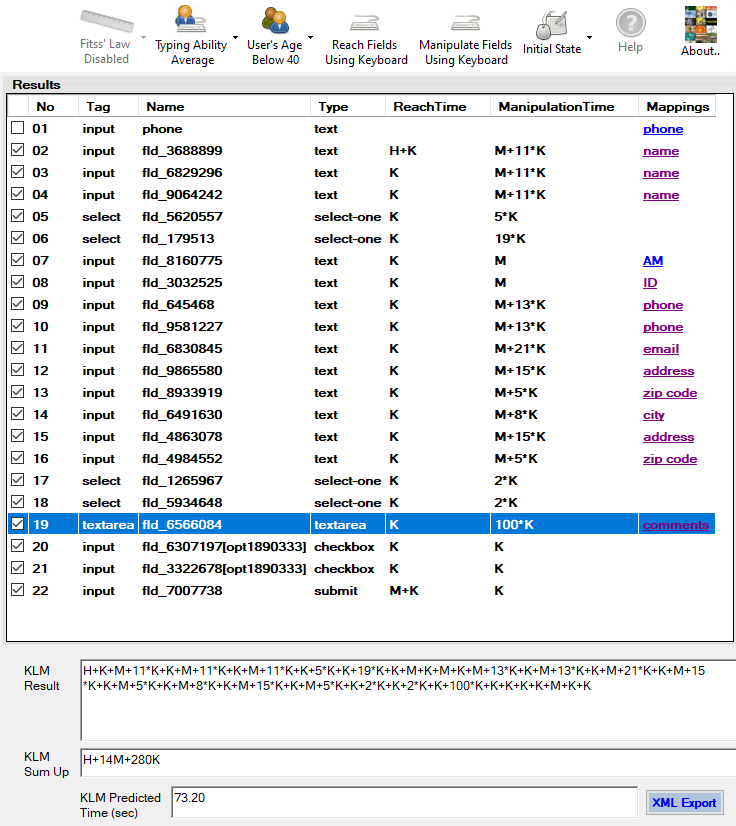 Fitss' Law Disabled
Typing Ability Average
User's Age Below 40
Reach Fields Using Keyboard
Manipulate Fields Using Keyboard
Initial State
Help
About..
Results
No Tag Name Type ReachTime ManipulationTime Mappings
01 input phone text phone
02 input fld_3688899 text H+K M+11*K name
03 input fld_6829296 text K M+11*K name
04 input fld_9064242 text K M+11*K name
05 select fld_5620557 select-one K 5*K
06 select fld_179513 select-one K 19*K
07 input fld_8160775 text K M AM
08 input fld_3032525 text K M ID
09 input fld_645468 text K M+13*K phone
10 input fld_9581227 text K M+13*K phone
11 input fld_6830845 text K M+21*K email
12 input fld_9865580 text K M+15*K address
13 input fld_8933919 text K M+5*K zip code
14 input fld_6491630 text K M+8*K city
15 input fld_4863078 text K M+15*K address
16 input fld_4984552 text K M+5*K zip code
17 select fld_1265967 select-one K 2*K
18 select fld_5934648 select-one K 2*K
19 textarea fld_6566084 textarea K 100*K comments
20 input fld_6307197[opt1890333] checkbox K K
21 input fld_3322678[opt1890333] checkbox K K
22 input fld_7007738 submit M+K K
KLM Result
H+K+M+11*K+K+M+11*K+K+M+11*K+K+5*K+K+19*K+K+M+K+M+K+M+13*K+K+M+13*K+K+M+21*K+K+M+15
*K+K+M+5*K+K+M+8*K+K+M+15*K+K+M+5*K+K+2*K+K+2*K+K+100*K+K+K+K+K+M+K+K
KLM Sum Up
H+14M+280K
KLM Predicted Time (sec)
73.20
XML Export